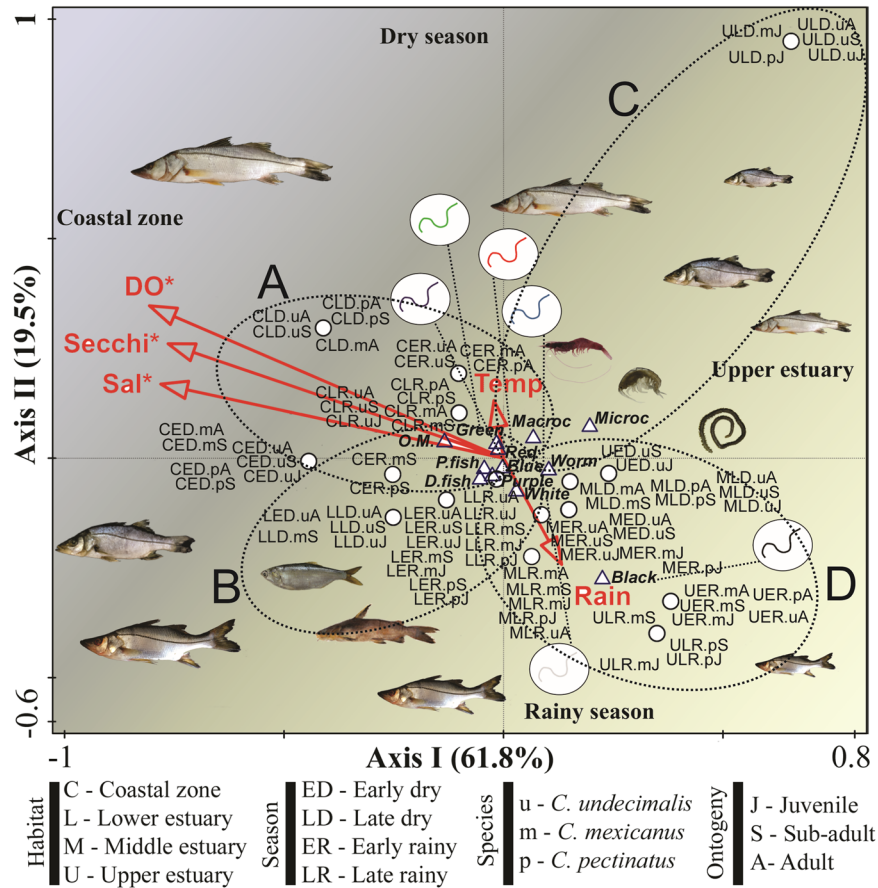 1
Dry season
ULD.mJ
ULD.uA
ULD.uS
ULD.pJ
ULD.uJ
C
Coastal zone
DO*
Secchi*
Sal*
A
CLD.pA
CLD.uA
CLD.pS
CLD.uS
CLD.mA
CER.uA
CER.mA
CER.uS
CER.pA
Upper estuary
CLR.pA
Temp
CLR.uA
CLR.pS
CLR.uS
CLR.mA
CLR.uJ
CLR.mS
Macroc
Microc
Green
O.M.
Red
CED.mA
CED.mS
CED.uA
CED.uS
CED.uJ
CED.pA
CED.pS
CER.mS
CER.pS
P.fish
Blue
Worm
D.fish
Purple
White
UED.uS
UED.uJ
MLD.mA
MLD.pA
MLD.mS
MLD.pS
MLD.uA
MLD.uS
MLD.uJ
LED.uA
LLD.uA
LLD.uS
LLD.mS
LLD.uJ
LER.uA
LER.uS
LER.uJ
LER.mS
LER.mJ
LER.pS
LER.pJ
LLR.uA
LLR.uJ
LLR.mS
LLR.mJ
LLR.pJ
MER.uA
MER.uS
MER.uJ
MER.mJ
MER.pJ
MED.uA
MED.uS
MLR.mA
MLR.mS
MLR.mJ
MLR.pJ
MLR.uA
B
Black
D
Rain
UER.mA
UER.mS
UER.mJ
UER.pA
UER.uA
ULR.mS
ULR.pS
ULR.pJ
ULR.mJ
Rainy season
Axis II (19.5%)
-0.6
-1
Axis I (61.8%)
0.8
Habitat
C - Coastal zone
L - Lower estuary
M - Middle estuary
U - Upper estuary
Season
ED - Early dry
LD - Late dry
ER - Early rainy
LR - Late rainy
Species
u - C. undecimalis
m - C. mexicanus
p - C. pectinatus
Ontogeny
J - Juvenile
S - Sub-adult
A- Adult